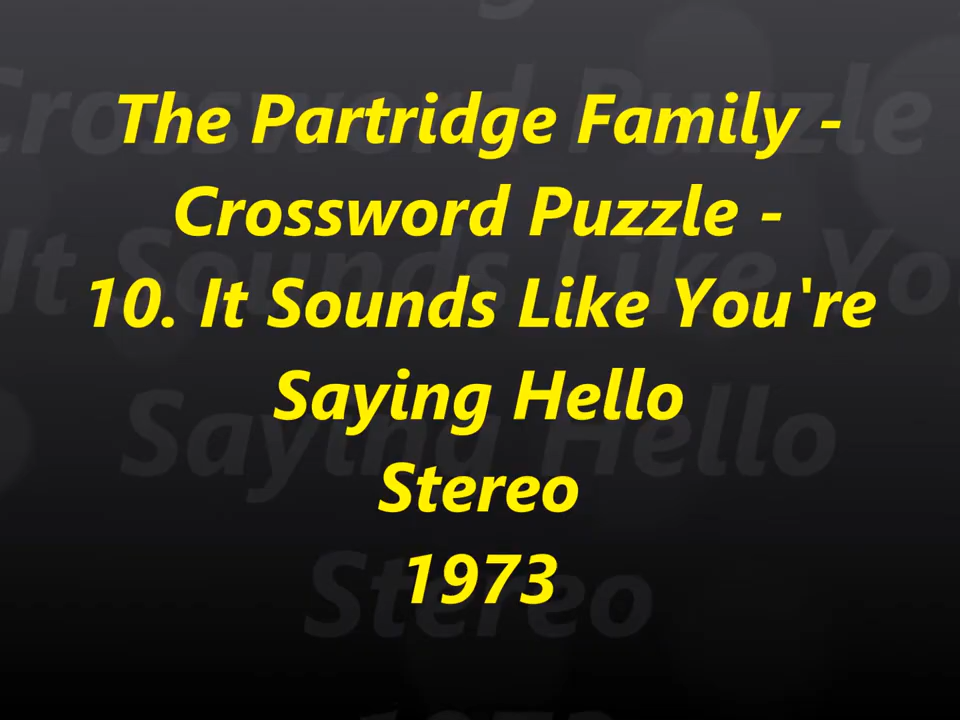 The Partridge Family -
Crossword Puzzle -
10. It Sounds Like You're
Saying Hello
Stereo
1973